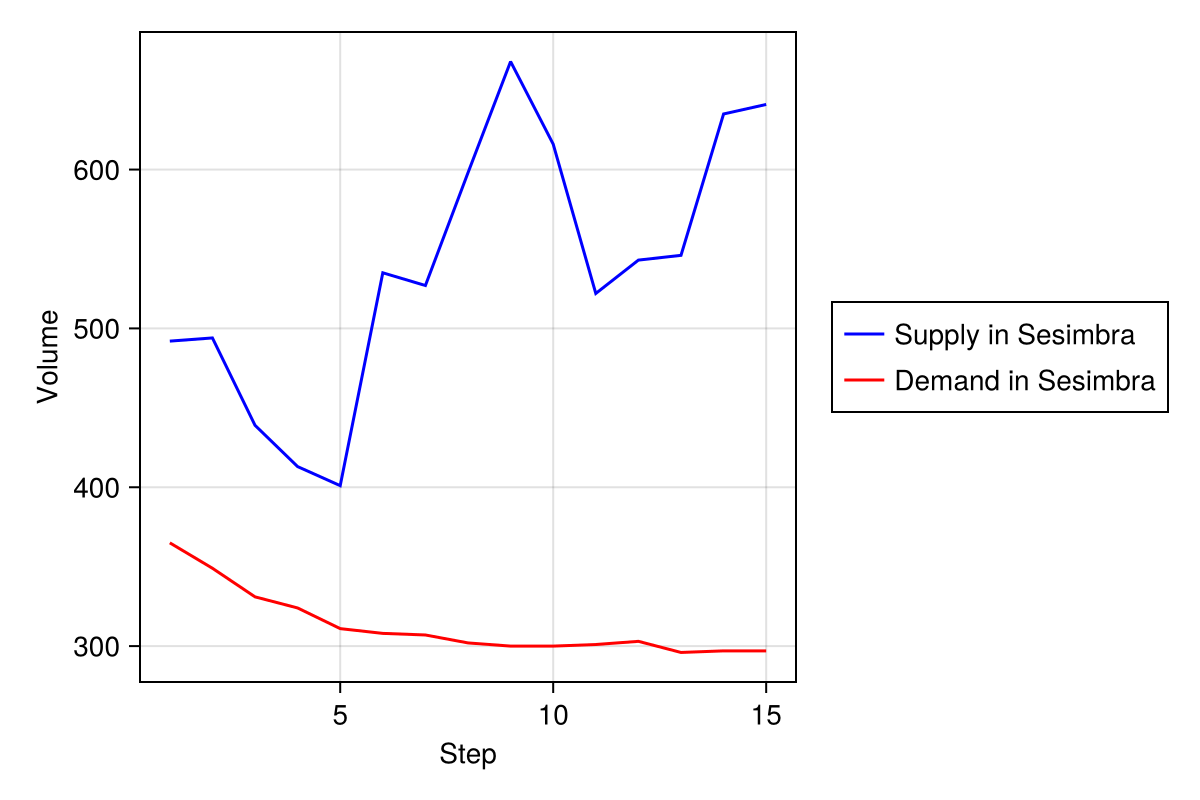 600
500
400
300
Volume
5 10 15
Step
Supply in Sesimbra
Demand in Sesimbra